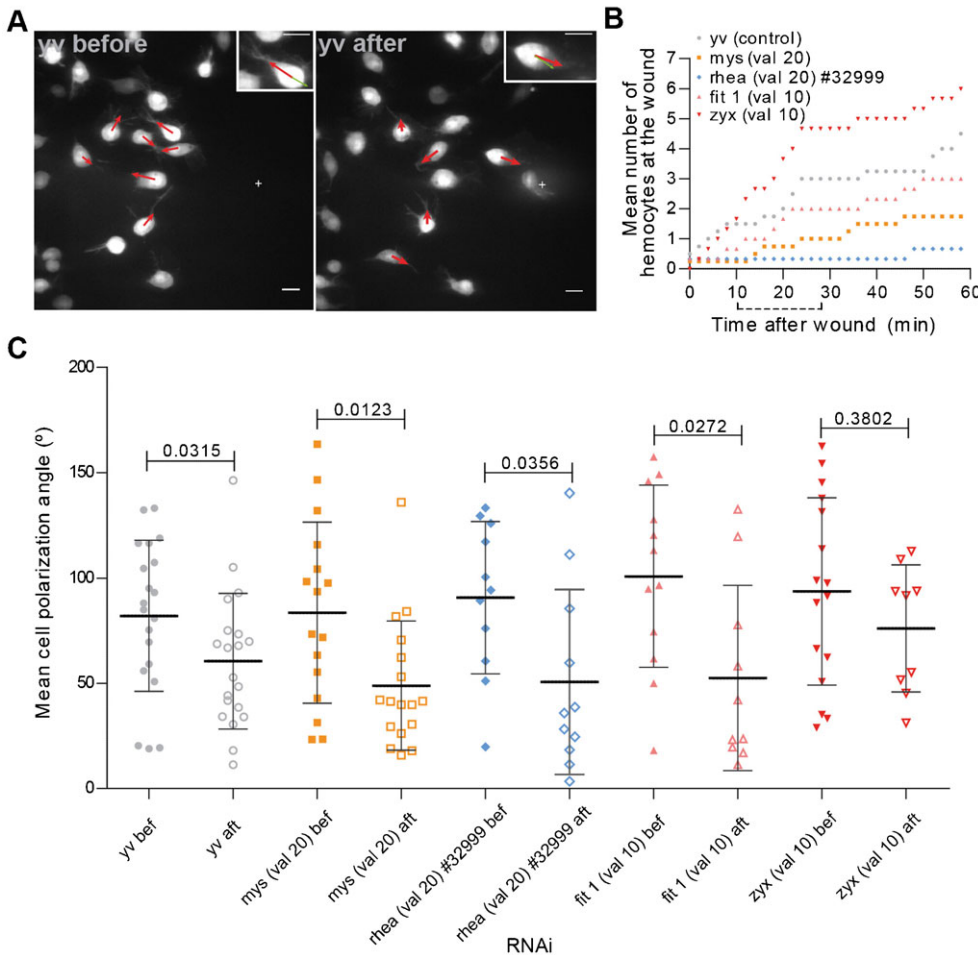 A
yv before
yv after
B
yv (control)
mys (val 20)
rhea (val 20) #32999
fit 1 (val 10)
zyx (val 10)
Mean number of
hemocytes at the wound
7
6
5
4
3
2
1
0
0 10 20 30 40 50 60
Time after wound (min)
C
Mean cell polarization angle (º)
200
150
100
50
0
0.0315
0.0123
0.0356
0.0272
0.3802
yv bef
yv aft
mys (val 20) bef
mys (val 20) aft
rhea (val 20) #32999 bef
rhea (val 20) #32999 aft
fit 1 (val 10) bef
fit 1 (val 10) aft
zyx (val 10) bef
zyx (val 10) aft
RNAi